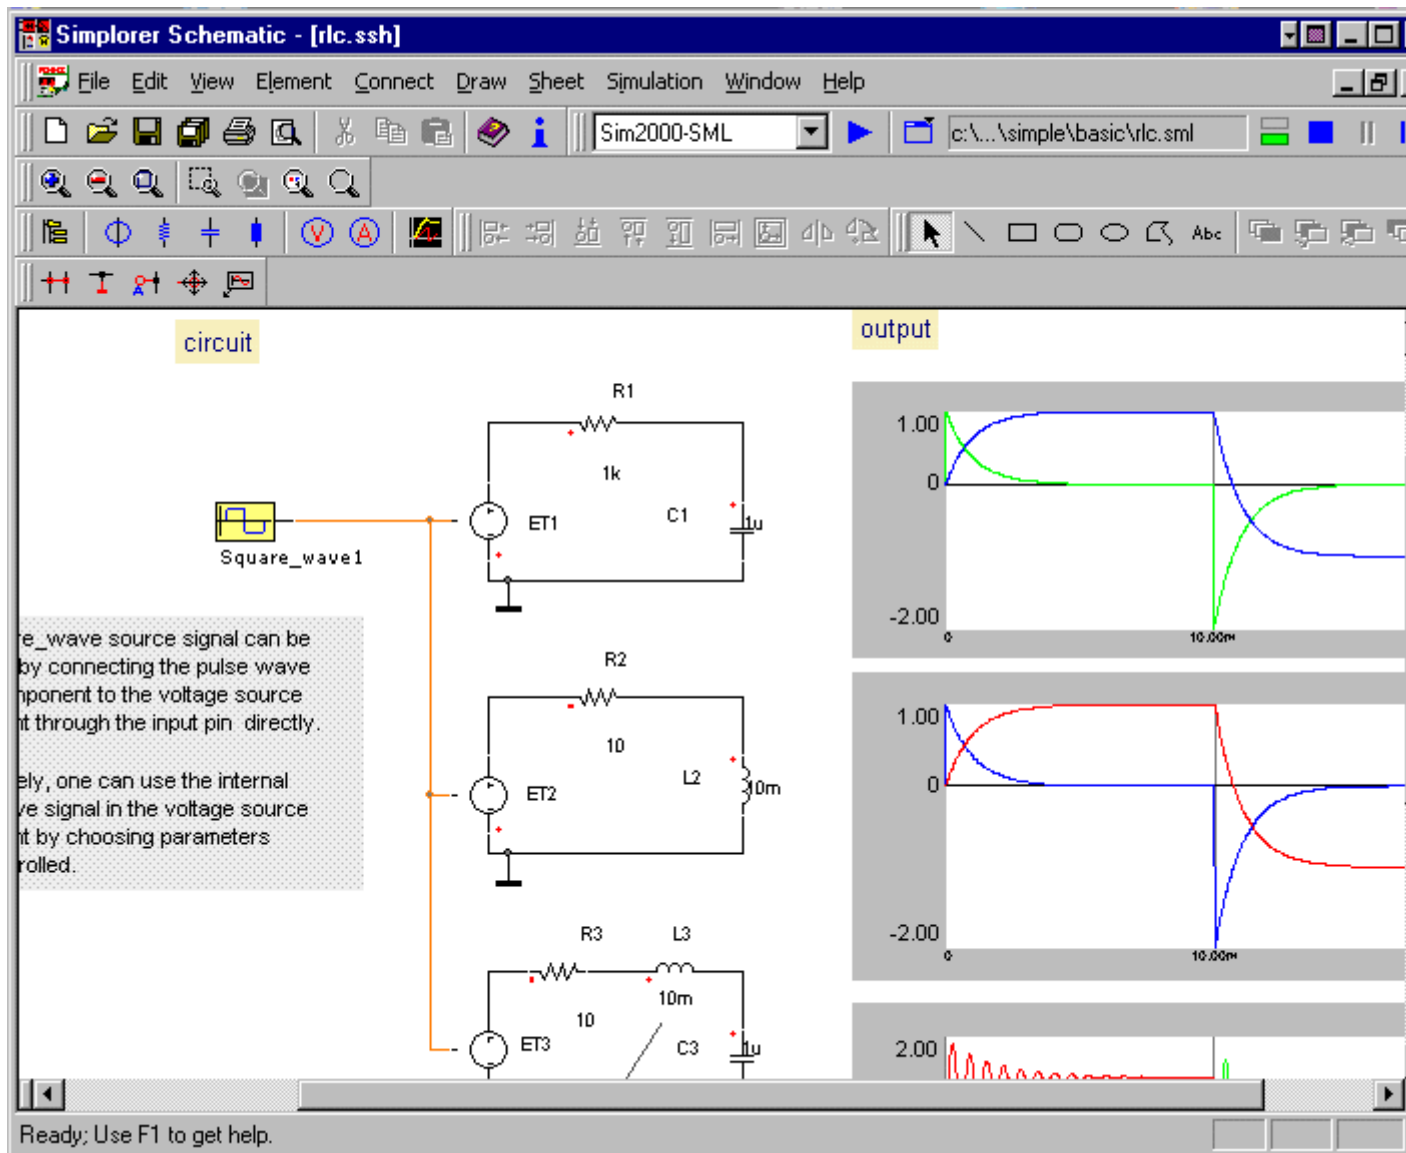 Simplorer Schematic - [rlc.ssh]
File Edit View Element Connect Draw Sheet Simulation Window Help
Sim2000-SML
c:\...\simple\basic\rlc.sml
V A
Abc
A
circuit
output
R1
1k
C1
1u
ET1
Square_wave1
1.00
0
-2.00
0
10.00m
re_wave source signal can be
by connecting the pulse wave
nponent to the voltage source
nt through the input pin directly.
ely, one can use the internal
ve signal in the voltage source
nt by choosing parameters
rolled.
R2
10
L2
10m
ET2
1.00
0
-2.00
0
10.00m
R3
L3
10m
10
ET3
C3
1u
2.00
Ready; Use F1 to get help.